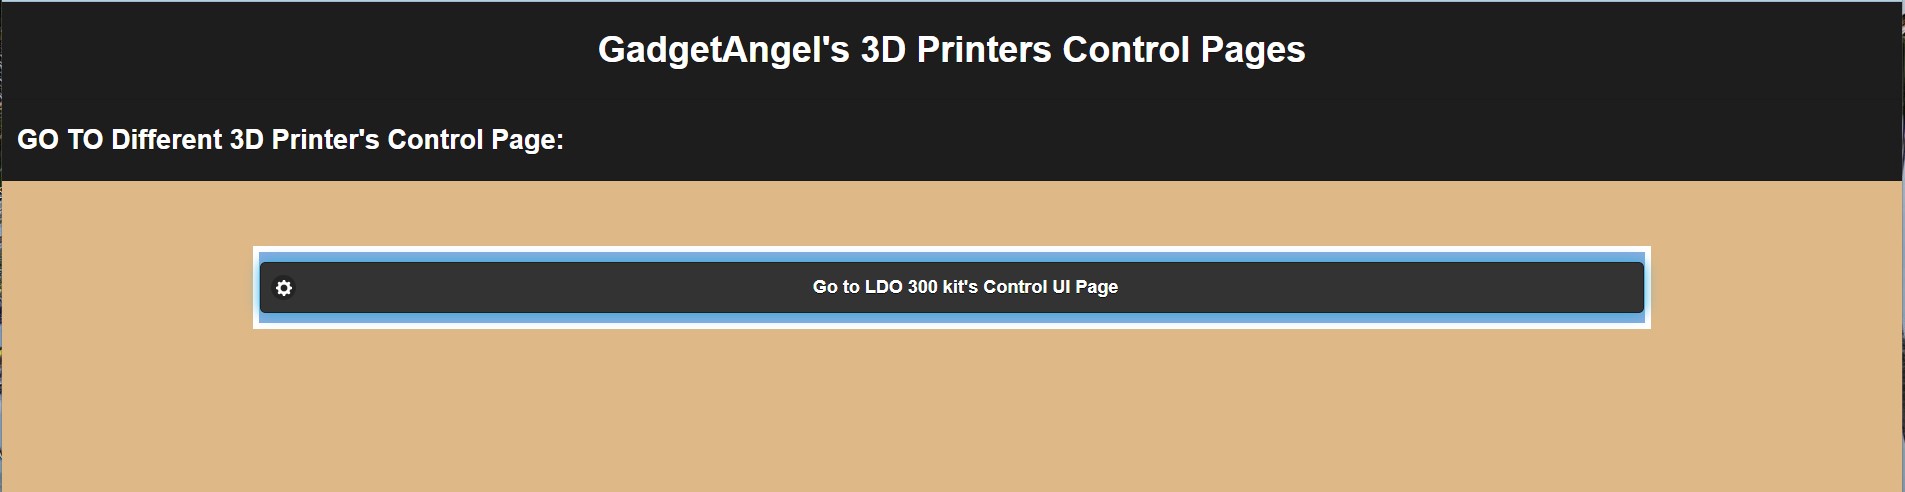 GadgetAngel's 3D Printers Control Pages
GO TO Different 3D Printer's Control Page:
Go to LDO 300 kit's Control UI Page